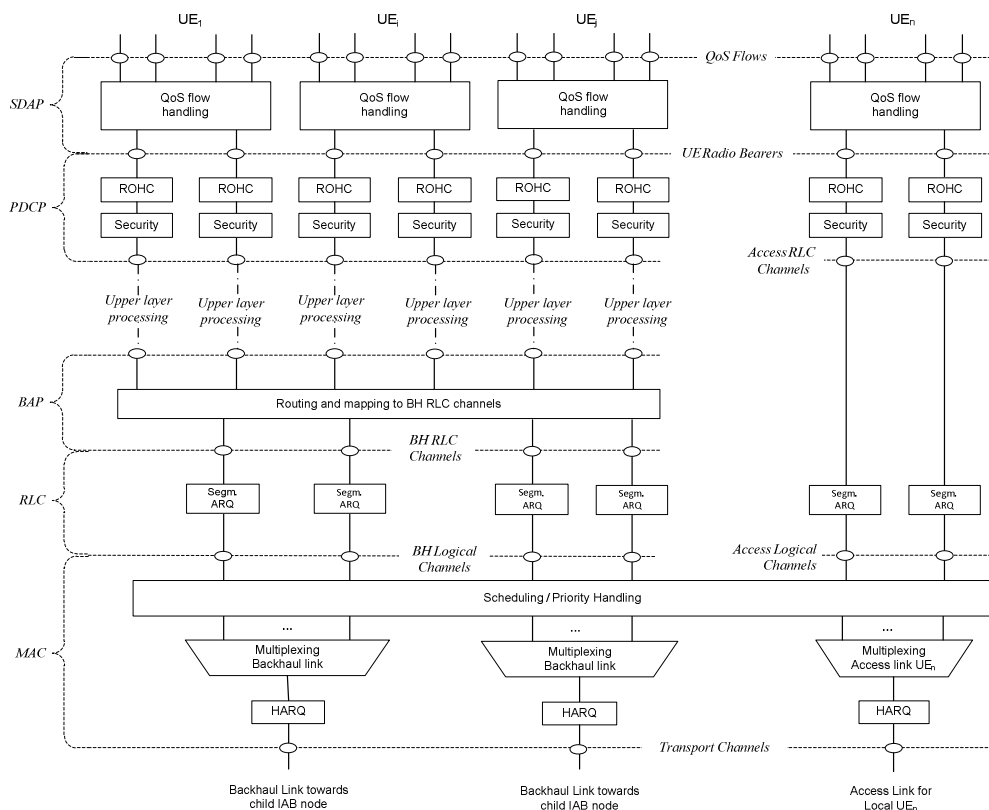 UE1
UEi
UEj
UEn
QoS Flows
SDAP
QoS flow
handling
QoS flow
handling
QoS flow
handling
QoS flow
handling
UE Radio Bearers
PDCP
ROHC
ROHC
ROHC
ROHC
ROHC
ROHC
ROHC
ROHC
Security
Security
Security
Security
Security
Security
Security
Security
Access RLC
Channels
Upper layer
processing
Upper layer
processing
Upper layer
processing
Upper layer
processing
Upper layer
processing
Upper layer
processing
BAP
Routing and mapping to BH RLC channels
BH RLC
Channels
RLC
Segm.
ARQ
Segm.
ARQ
Segm.
ARQ
Segm.
ARQ
Segm.
ARQ
Segm.
ARQ
BH Logical
Channels
Access Logical
Channels
MAC
Scheduling / Priority Handling
...
...
...
Multiplexing
Backhaul link
Multiplexing
Backhaul link
Multiplexing
Access link UEn
HARQ
HARQ
HARQ
Transport Channels
Backhaul Link towards
child IAB node
Backhaul Link towards
child IAB node
Access Link for
Local UEn